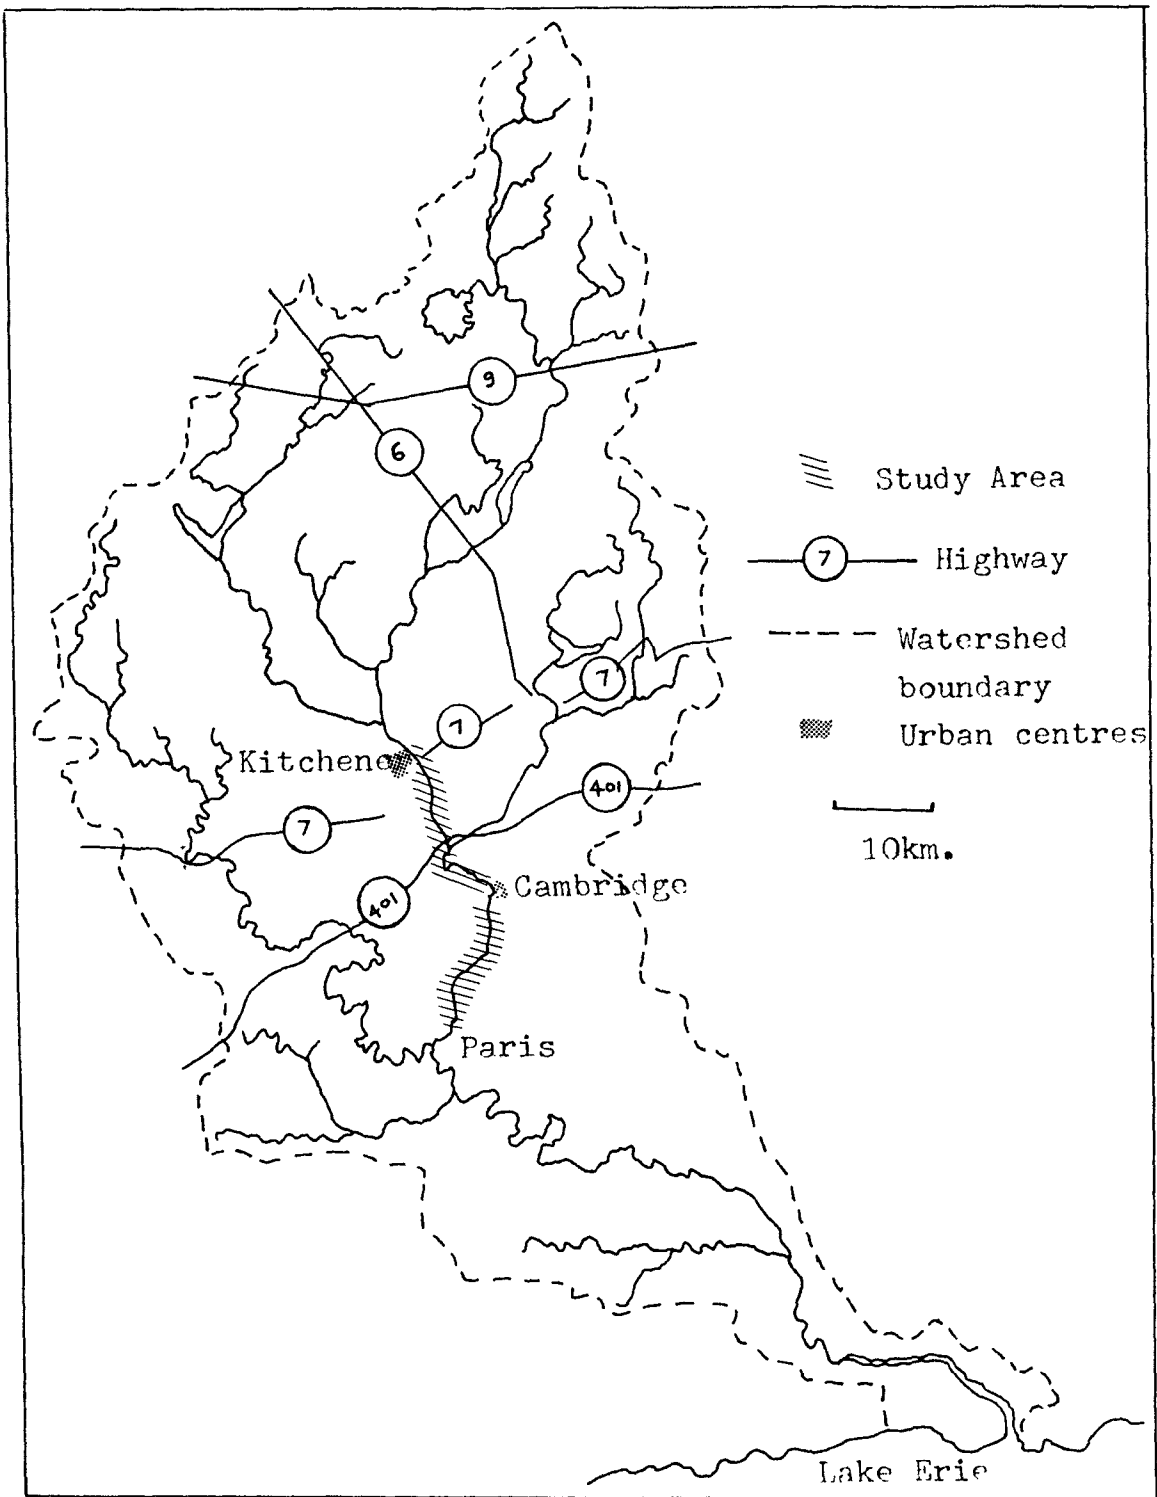 9
6
Study Area
7 Highway
Watershed
boundary
7
7
Urban centres
Kitchene
401
7
10km.
401
Cambridge
Paris
Lake Erie